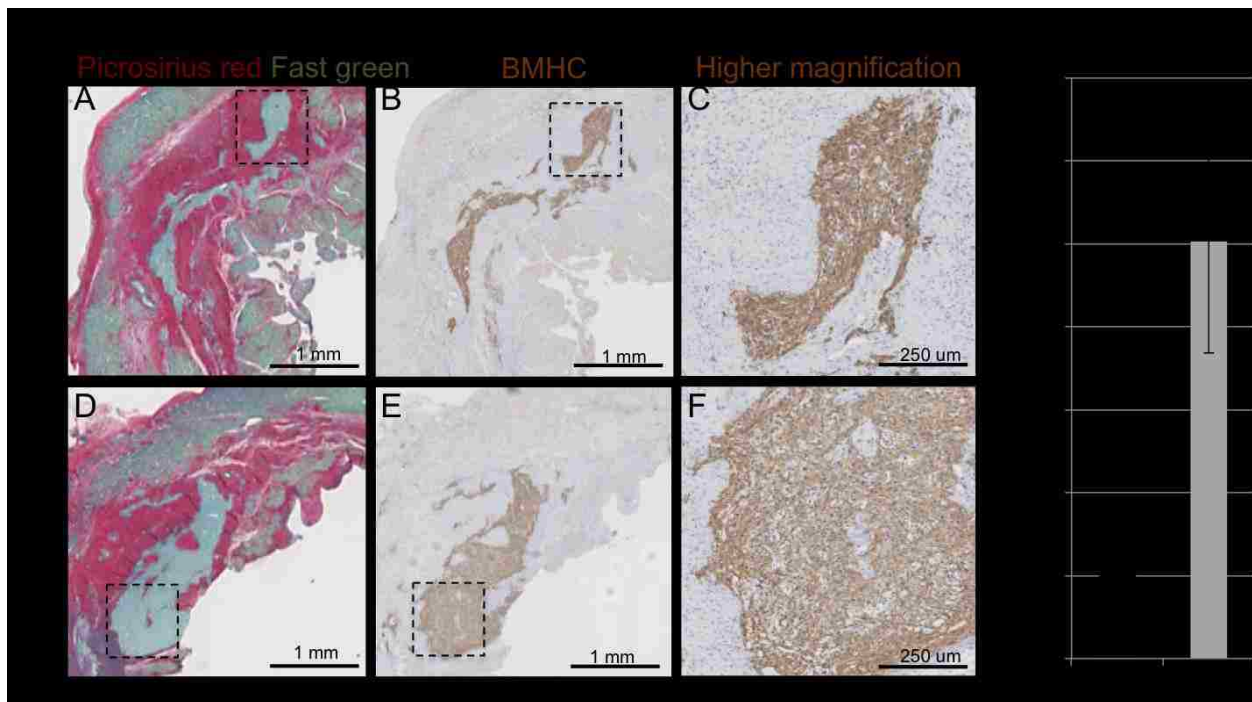 Picrosirius red Fast green BMHC Higher magnification
A B C
1 mm 1 mm 250 um
D E F
1 mm 1 mm 250 um